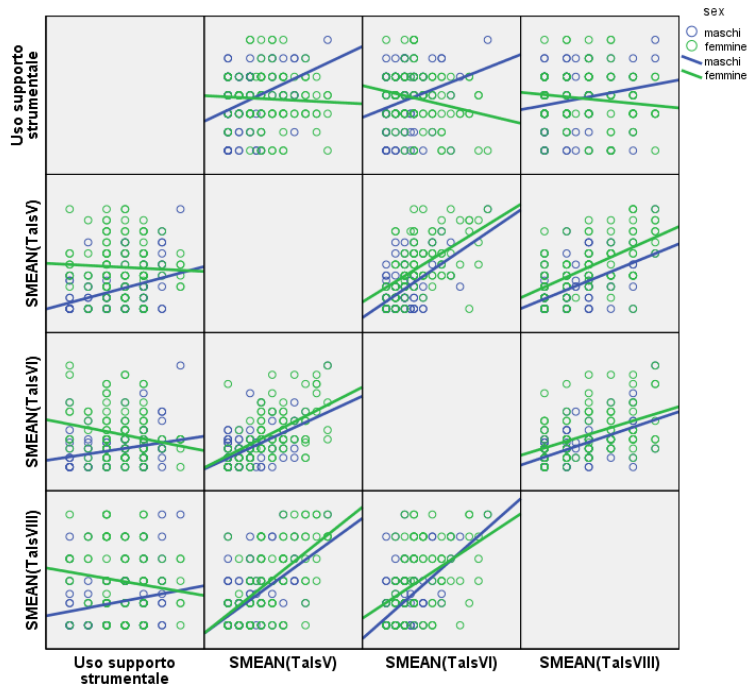 sex
maschi
femmine
maschi
femmine
Uso supporto
strumentale
SMEAN(TalsV)
SMEAN(TalsVI)
SMEAN(TalsVIII)
Uso supporto
strumentale
SMEAN(TalsV)
SMEAN(TalsVI)
SMEAN(TalsVIII)